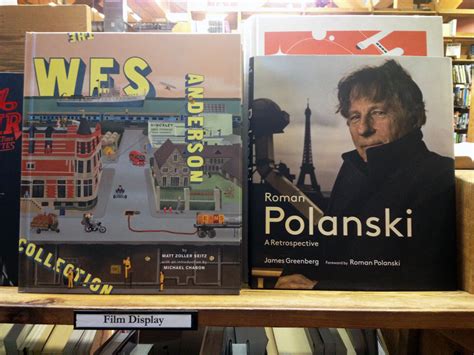 THE
WES
ANDERSON
COLLECTION
by
MATT ZOLLER SEITZ
with an introduction by
MICHAEL CHABON
Roman
Polanski
A Retrospective
James Greenberg
Foreword by Roman Polanski
Film Display